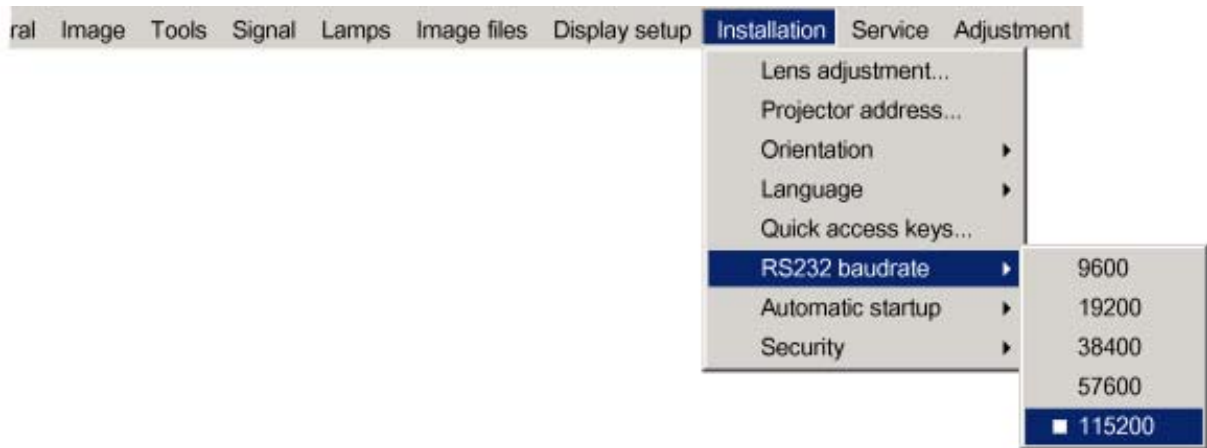 ral Image Tools Signal Lamps Image files Display setup Installation Service Adjustment
Lens adjustment...
Projector address...
Orientation
Language
Quick access keys...
RS232 baudrate
Automatic startup
Security
9600
19200
38400
57600
115200